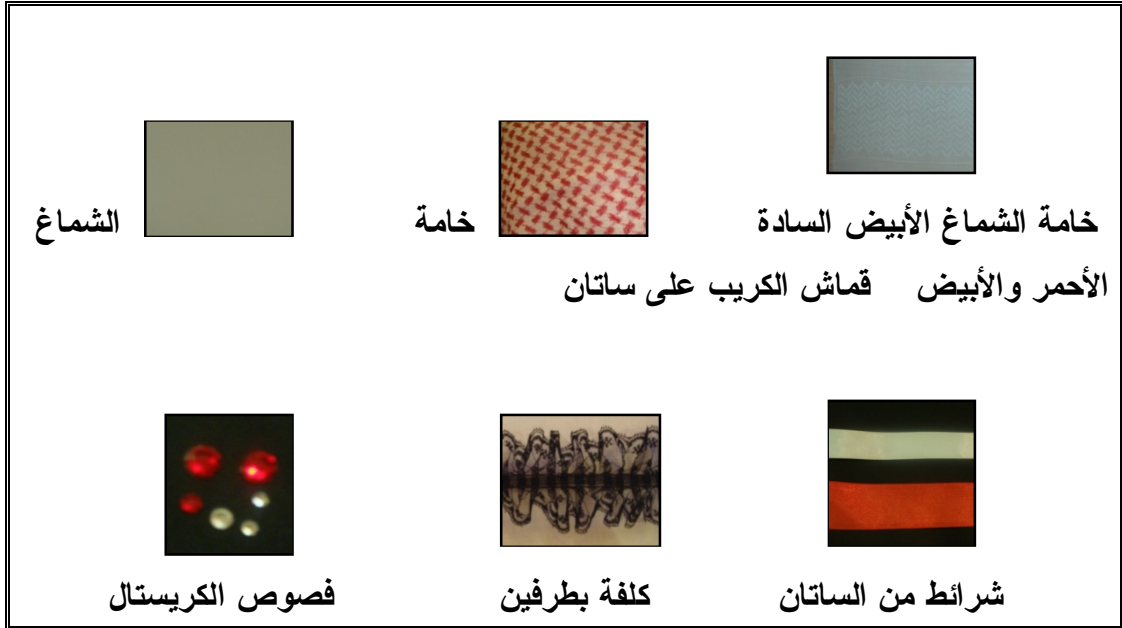 خامة الشماغ الأبيض السادة خامة الشماغ
الأحمر والأبيض قماش الكريب على ساتان
شرائط من الساتان كلفة بطرفين فصوص الكريستال